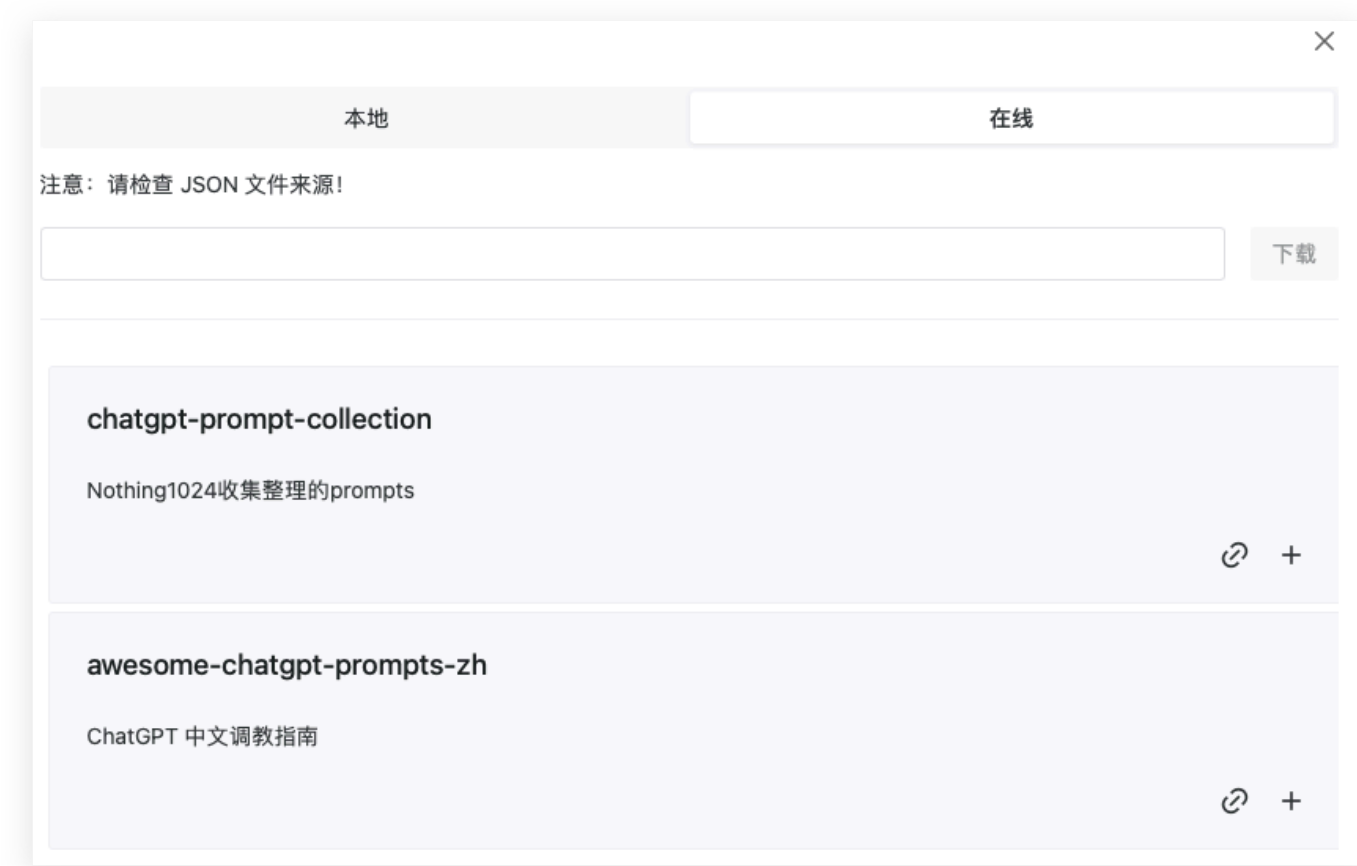 本地
在线
注意：请检查 JSON 文件来源！
下载
chatgpt-prompt-collection
Nothing1024收集整理的prompts
awesome-chatgpt-prompts-zh
ChatGPT 中文调教指南